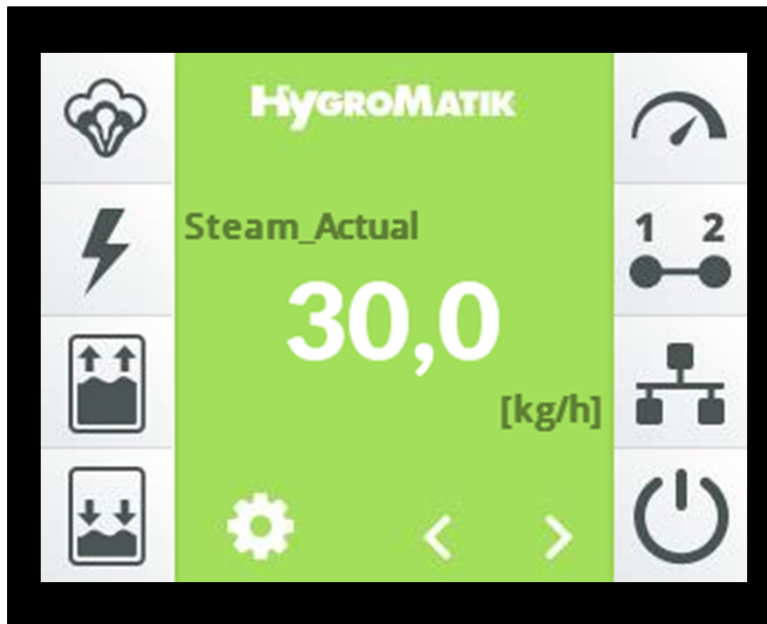 HYGROMATIK
Steam_Actual
1 2
30,0
[kg/h]